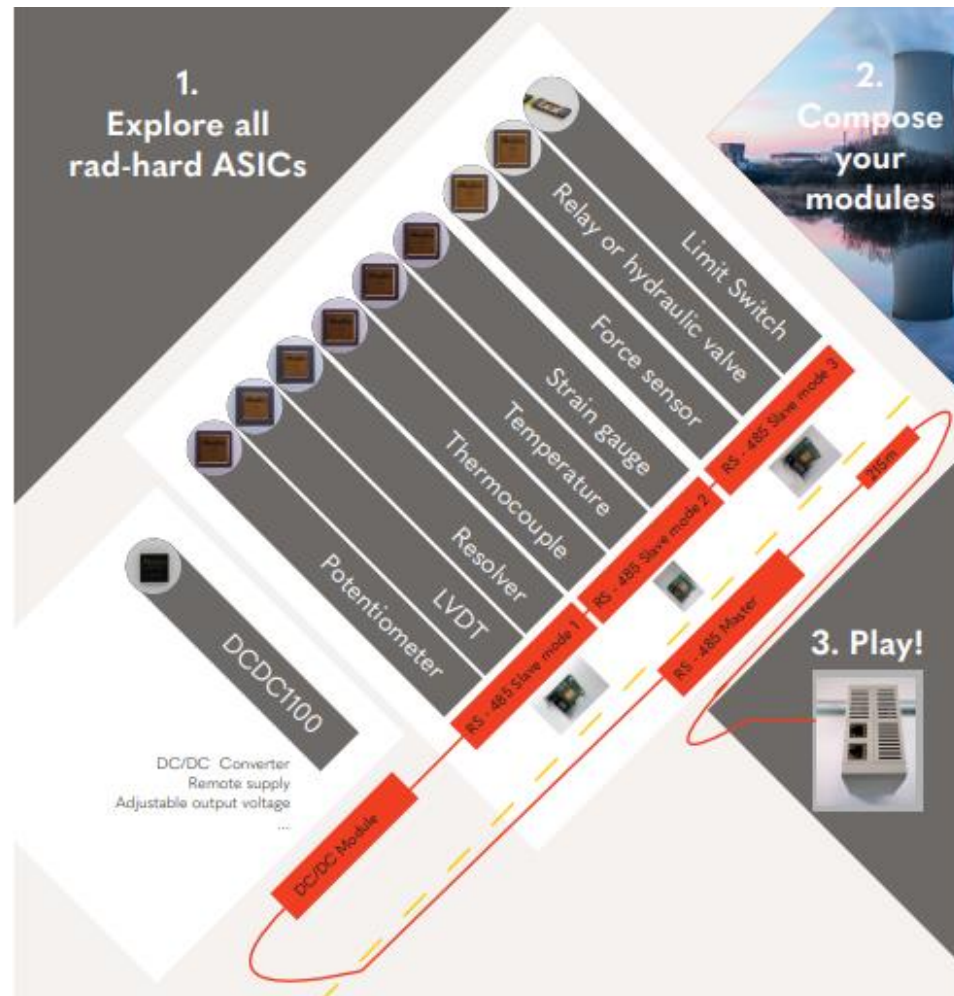 1.
Explore all
rad-hard ASICs
2.
Compose
your
modules
Limit Switch
Relay or hydraulic valve
Force sensor
Strain gauge
Temperature
Thermocouple
Resolver
LVDT
Potentiometer
DCDC1100
DC/DC Converter
Remote supply
Adjustable output voltage
...
RS - 485 Slave mode 3
RS - 485 Slave mode 2
RS - 485 Slave mode 1
215m
RS - 485 Master
DC/DC Module
3. Play!